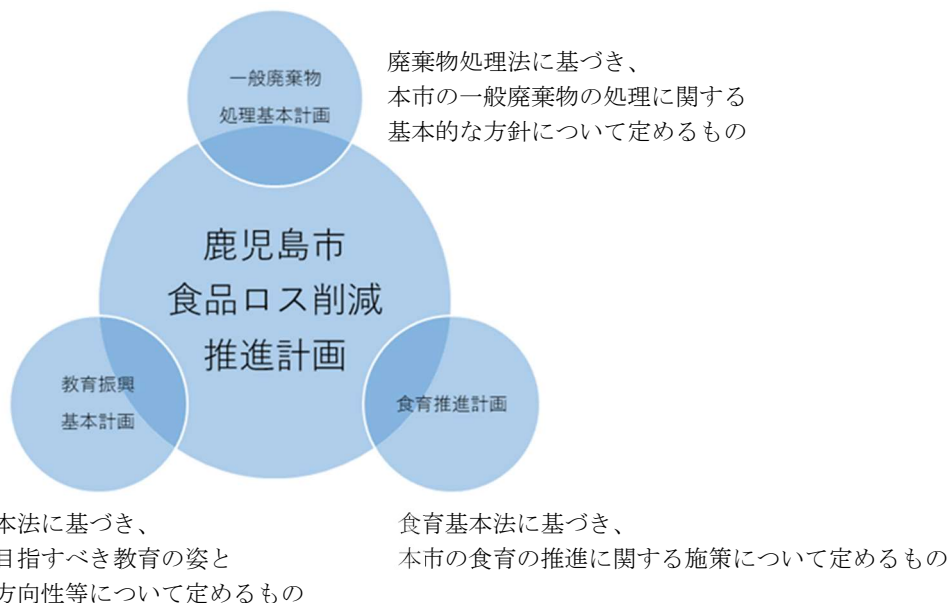 一般廃棄物
処理基本計画
廃棄物処理法に基づき、
本市の一般廃棄物の処理に関する
基本的な方針について定めるもの
鹿児島市
食品ロス削減
推進計画
教育振興
基本計画
食育推進計画
本法に基づき、
目指すべき教育の姿と
方向性等について定めるもの
食育基本法に基づき、
本市の食育の推進に関する施策について定めるもの